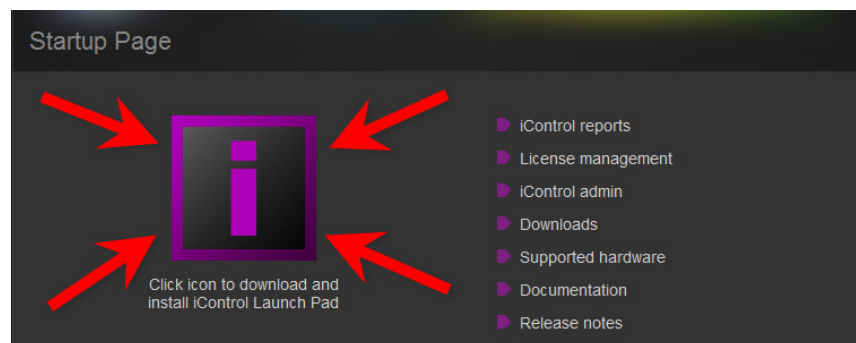 Startup Page
i
Click icon to download and
install iControl Launch Pad
iControl reports
License management
iControl admin
Downloads
Supported hardware
Documentation
Release notes